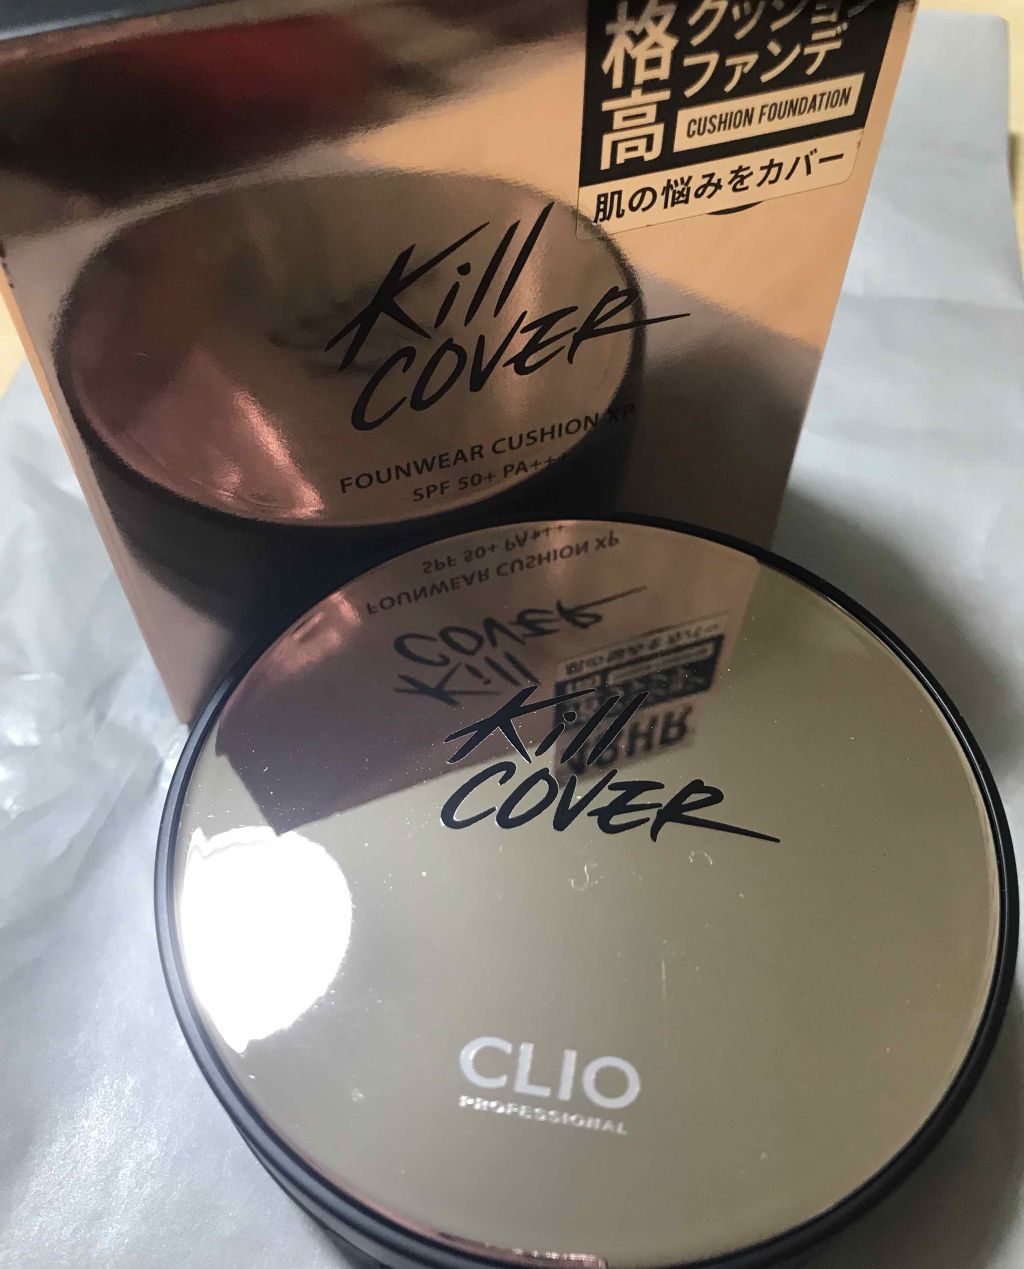 格高
クッション
ファンデ
CUSHION FOUNDATION
肌の悩みをカバー
Kill
COVER
FOUNWEAR CUSHION XP
SPF 50+ PA+++
Kill
COVER
CLIO
PROFESSIONAL